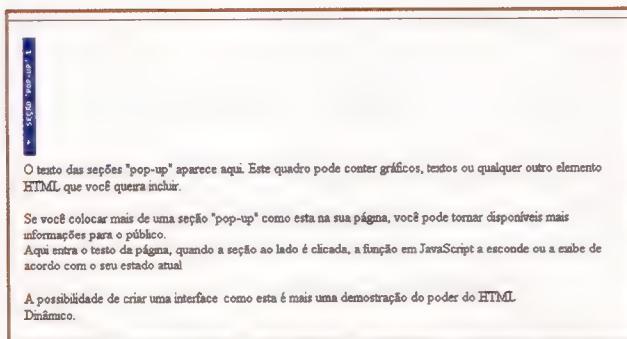 + SEÇÃO 'POP-UP' 1
O texto das seções "pop-up" aparece aqui. Este quadro pode conter gráficos, textos ou qualquer outro elemento
HTML que você queira incluir.
Se você colocar mais de uma seção "pop-up" como esta na sua página, você pode tornar disponíveis mais
informações para o público.
Aqui entra o testo da página, quando a seção ao lado é clicada, a função em JavaScript a esconde ou a exibe de
acordo com o seu estado atual
A possibilidade de criar uma interface como esta é mais uma demostração do poder do HTML
Dinâmico.